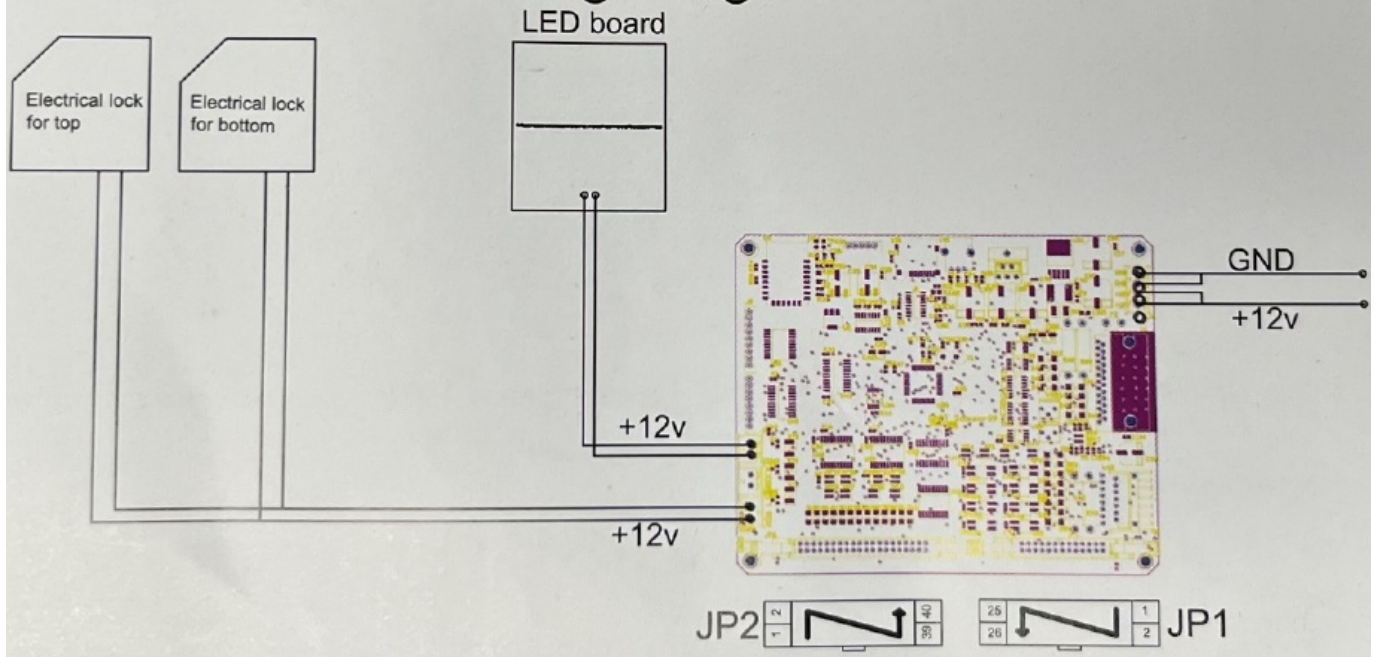 LED board
Electrical lock
for top
Electrical lock
for bottom
GND
+12v
+12v
+12v
JP2
2
1
40
39
25
26
1
2
JP1